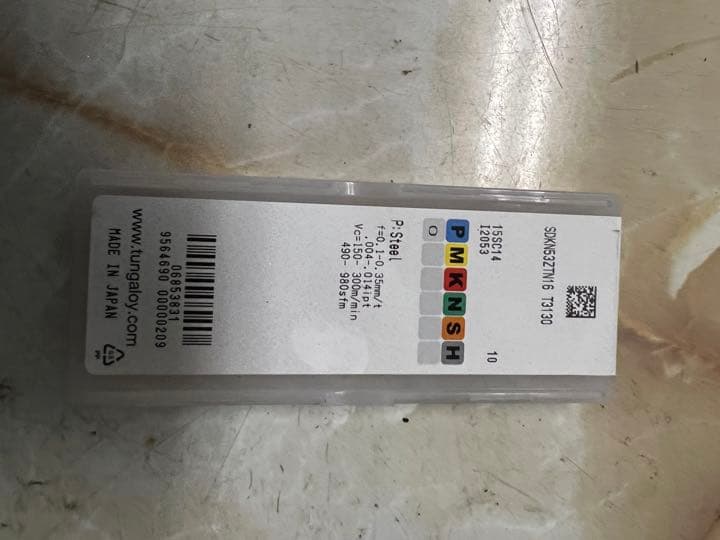 SDKN53ZTN16 T3130
15SC14
12053 10
P M K N S H
O
P:Steel
f=0.1-0.35mm/t
.004-.014ipt
Vc=150- 300m/min
490- 980sfm
06853831
9564690 00000209
www.tungaloy.com
MADE IN JAPAN
PP